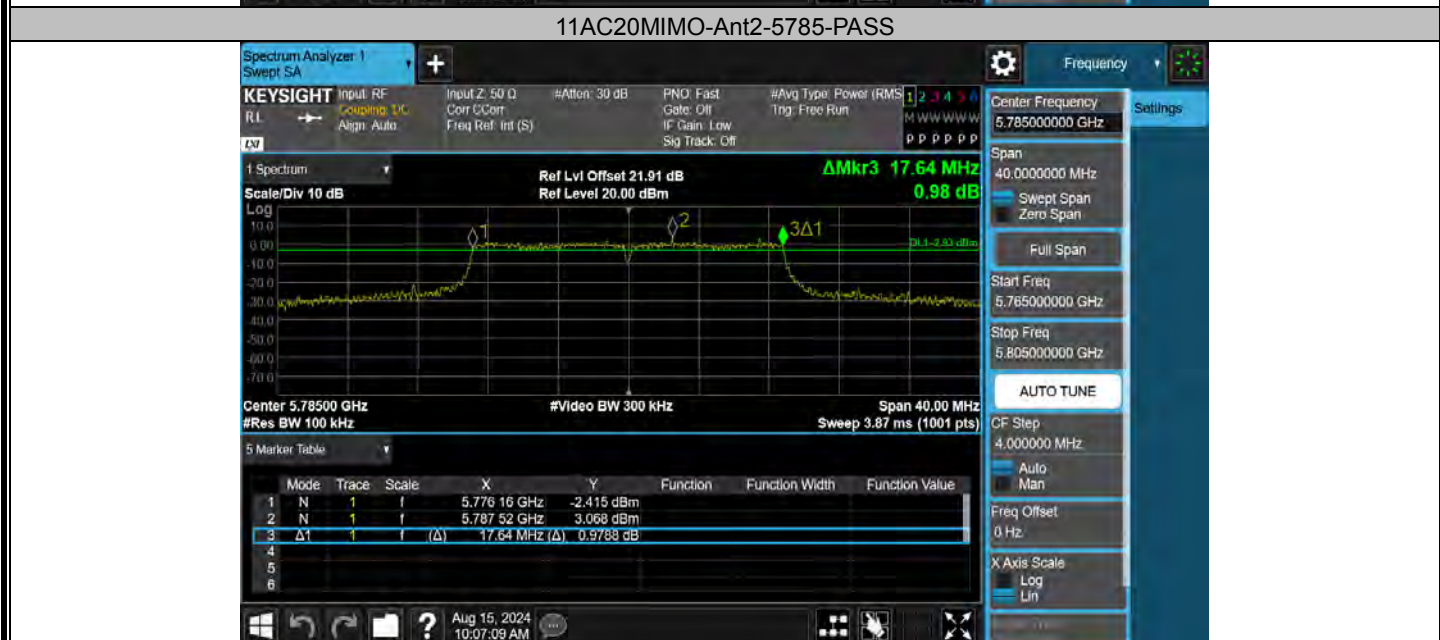 11AC20MIMO-Ant2-5785-PASS
Spectrum Analyzer 1
Swept SA
+
Frequency
Settings
KEYSIGHT
RL
LXI
Input: RF
Coupling: DC
Align: Auto
Input Z: 50 Ω
Corr CCorr
Freq Ref: Int (S)
#Atten: 30 dB
PNO: Fast
Gate: Off
IF Gain: Low
Sig Track: Off
#Avg Type: Power (RMS
Trig: Free Run
1 2 3 4 5 6
M W W W W W
P P P P P P
1 Spectrum
Scale/Div 10 dB
Ref Lvl Offset 21.91 dB
Ref Level 20.00 dBm
ΔMkr3 17.64 MHz
0.98 dB
Log
10.0
0.00
-10.0
-20.0
-30.0
-40.0
-50.0
-60.0
-70.0
1
2
3Δ1
DL1 -2.93 dBm
Center 5.78500 GHz
#Res BW 100 kHz
#Video BW 300 kHz
Span 40.00 MHz
Sweep 3.87 ms (1001 pts)
5 Marker Table
Mode Trace Scale X Y Function Function Width Function Value
1 N 1 f 5.776 16 GHz -2.415 dBm
2 N 1 f 5.787 52 GHz 3.068 dBm
3 Δ1 1 f (Δ) 17.64 MHz (Δ) 0.9788 dB
4
5
6
Center Frequency
5.785000000 GHz
Span
40.0000000 MHz
Swept Span
Zero Span
Full Span
Start Freq
5.765000000 GHz
Stop Freq
5.805000000 GHz
AUTO TUNE
CF Step
4.000000 MHz
Auto
Man
Freq Offset
0 Hz
X Axis Scale
Log
Lin
?
Aug 15, 2024
10:07:09 AM